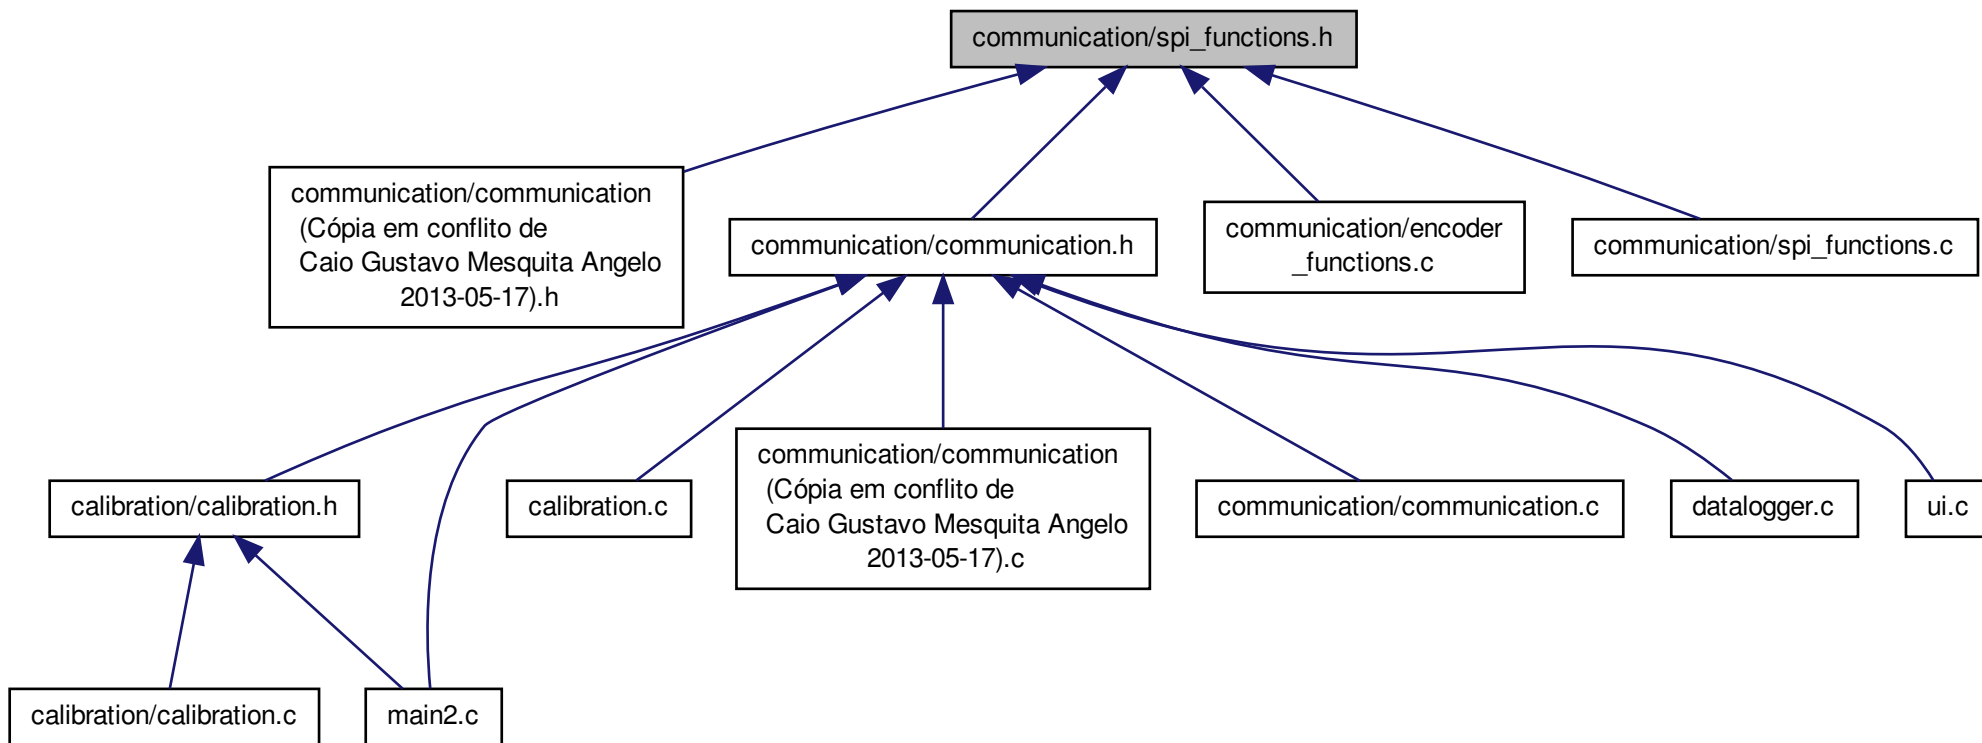 communication/spi_functions.h
communication/communication
(Cópia em conflito de
Caio Gustavo Mesquita Angelo
2013-05-17).h
communication/communication.h
communication/encoder
_functions.c
communication/spi_functions.c
calibration/calibration.h
calibration.c
communication/communication
(Cópia em conflito de
Caio Gustavo Mesquita Angelo
2013-05-17).c
communication/communication.c
datalogger.c
ui.c
calibration/calibration.c
main2.c